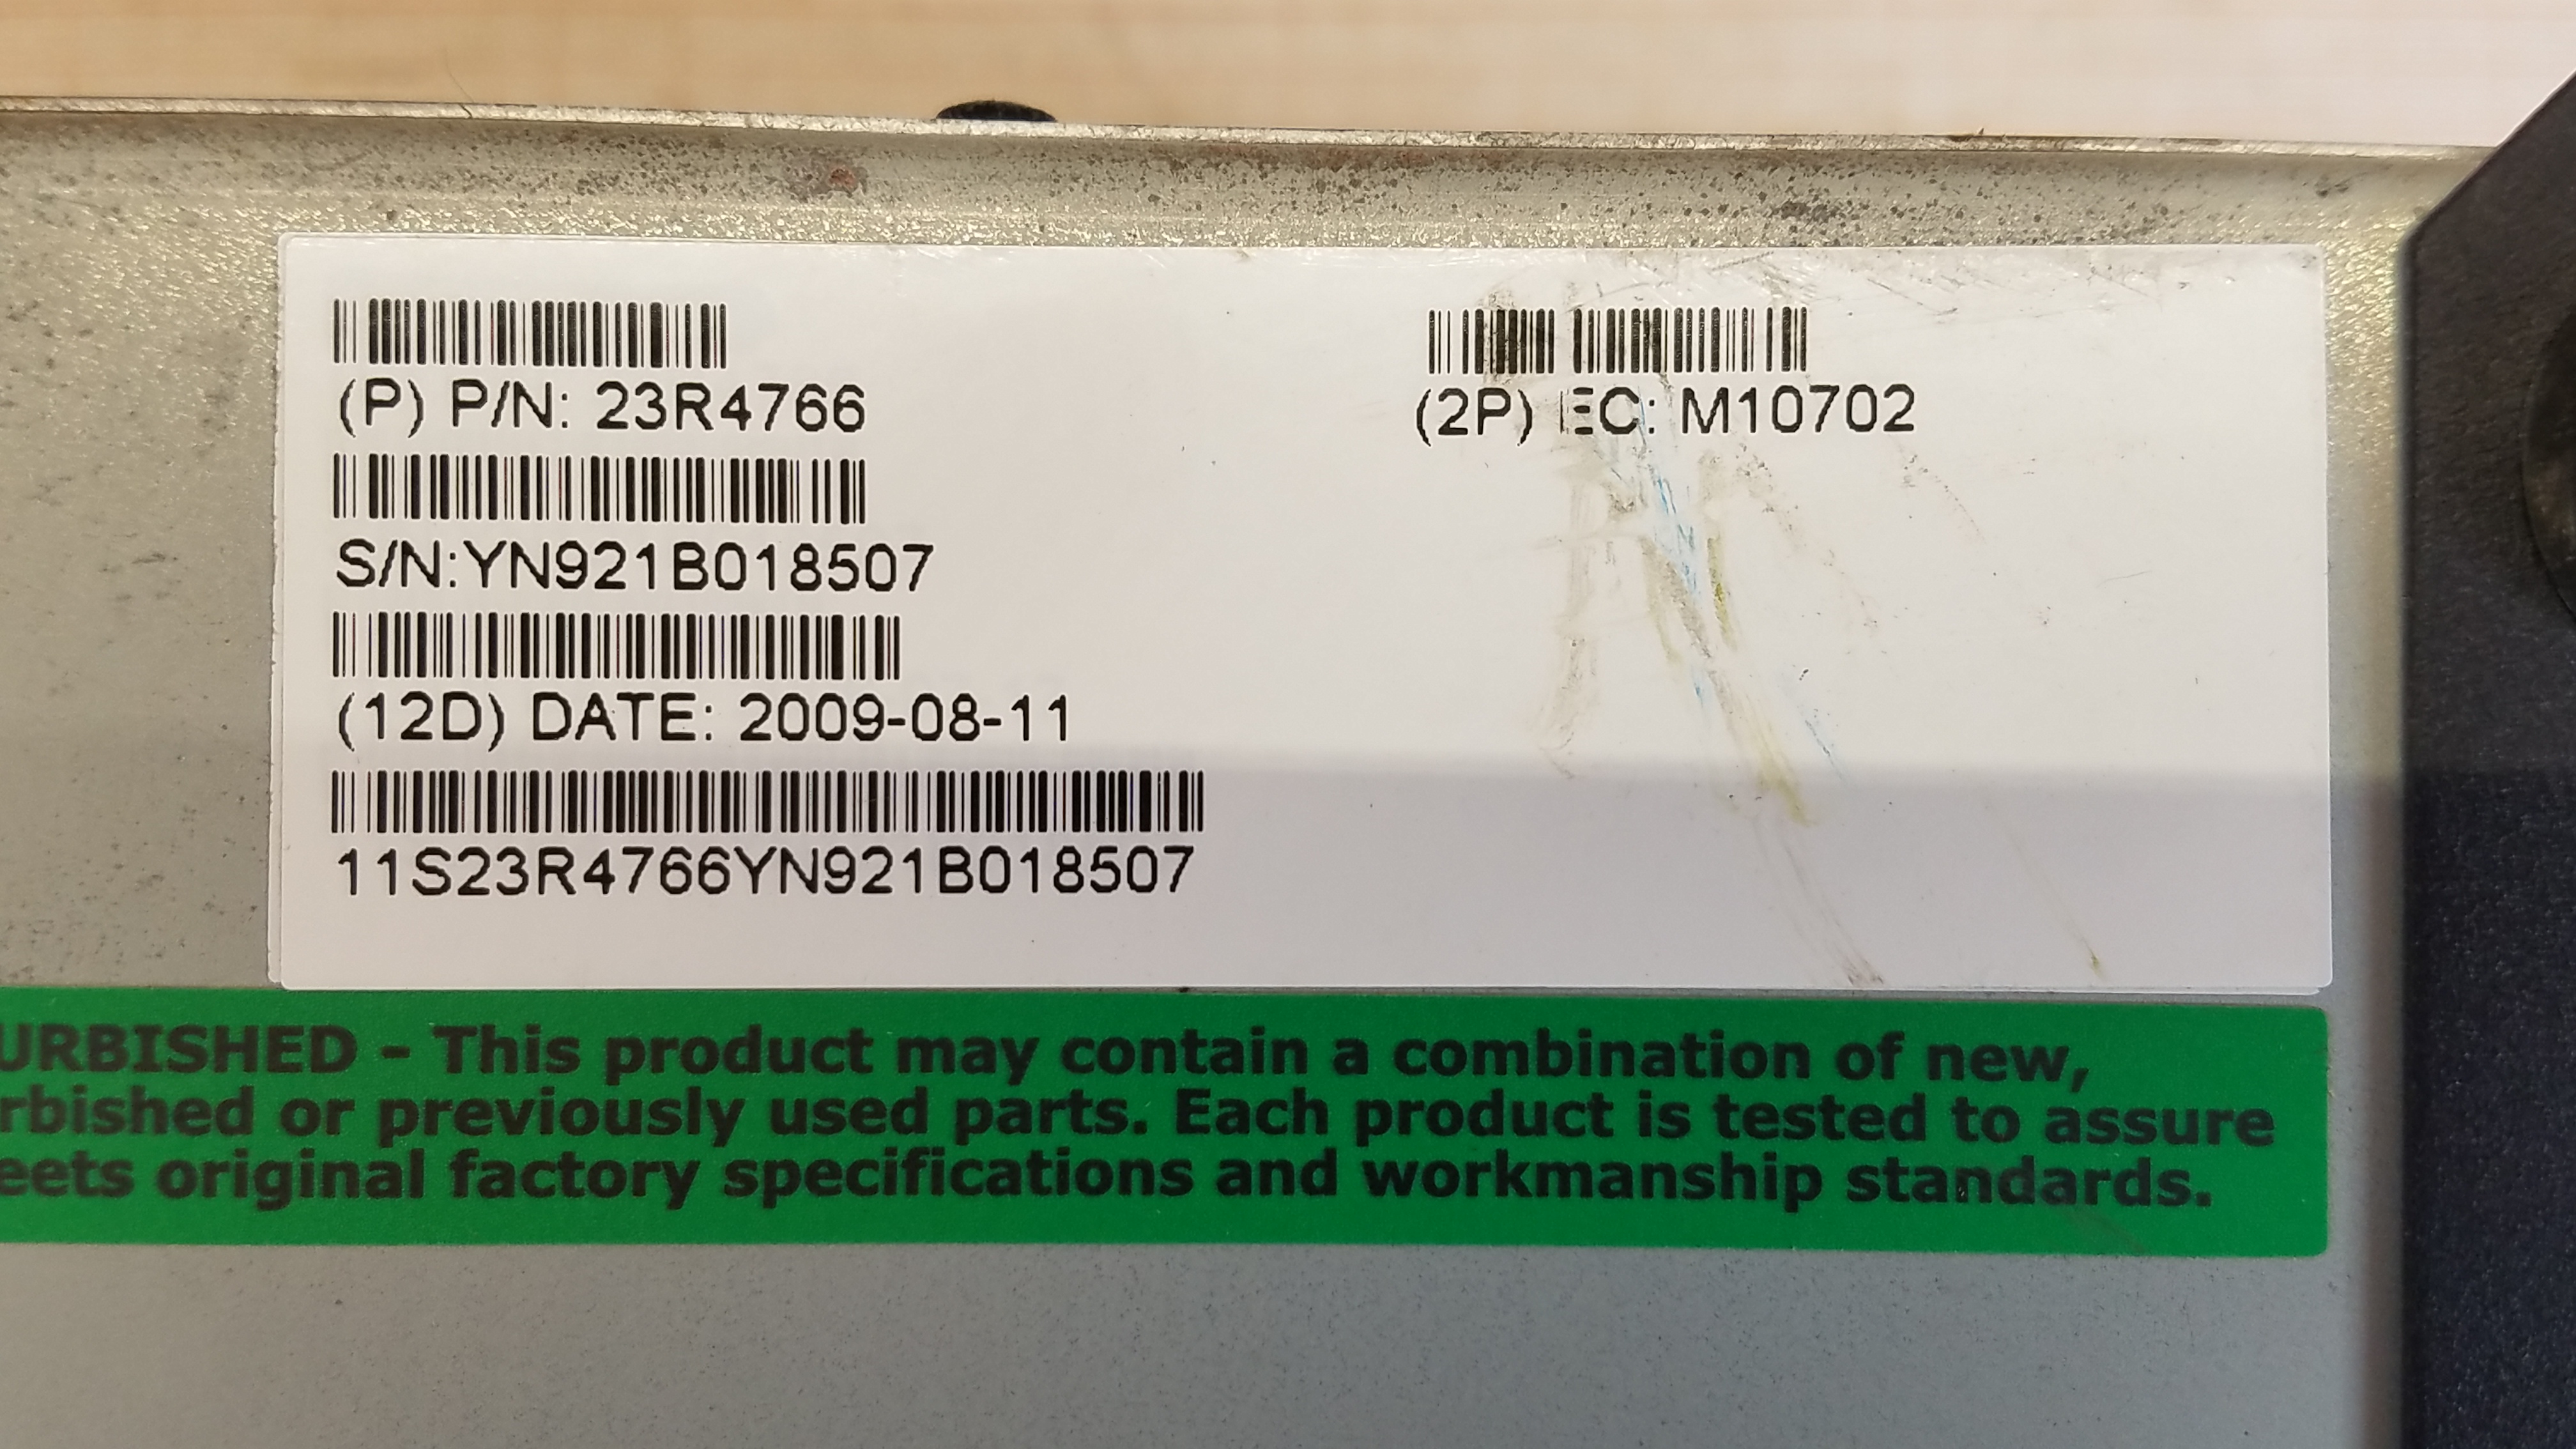 (P) P/N: 23R4766
(2P) EC: M10702
S/N:YN921B018507
(12D) DATE: 2009-08-11
11S23R4766YN921B018507
URBISHED - This product may contain a combination of new,
rbished or previously used parts. Each product is tested to assure
eets original factory specifications and workmanship standards.